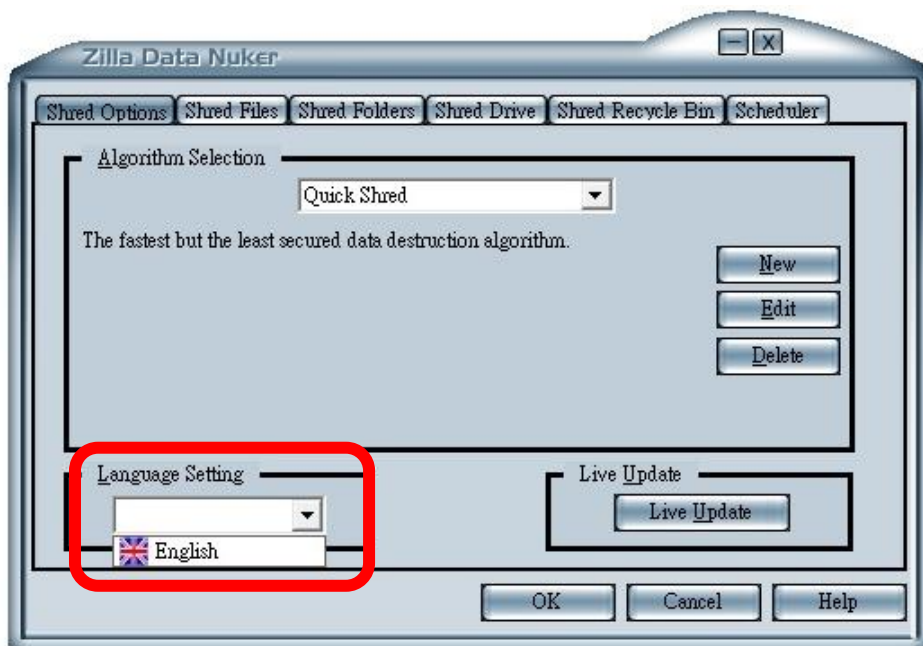 Zilla Data Nuker
Shred Options Shred Files Shred Folders Shred Drive Shred Recycle Bin Scheduler
Algorithm Selection
Quick Shred
The fastest but the least secured data destruction algorithm.
New
Edit
Delete
Language Setting
English
Live Update
Live Update
OK Cancel Help